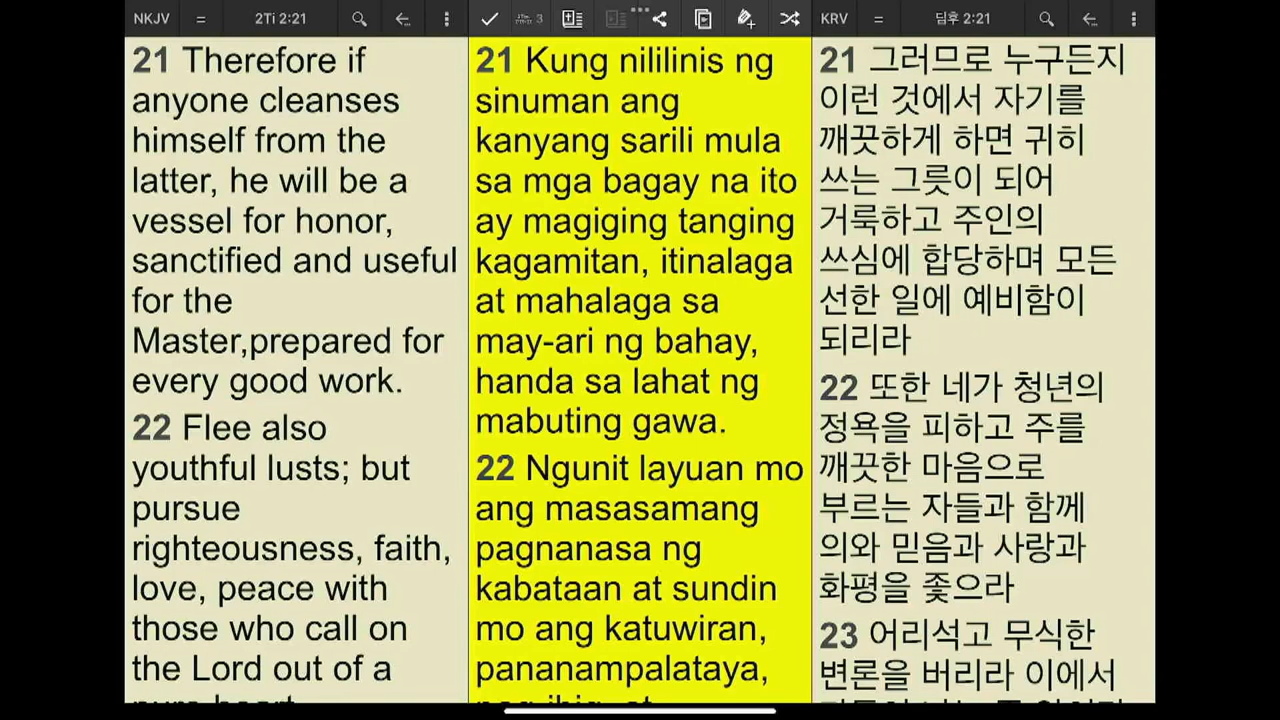 NKJV = 2Ti 2:21
21 Therefore if
anyone cleanses
himself from the
latter, he will be a
vessel for honor,
sanctified and useful
for the
Master,prepared for
every good work.
22 Flee also
youthful lusts; but
pursue
righteousness, faith,
love, peace with
those who call on
the Lord out of a
21 Kung nililinis ng
sinuman ang
kanyang sarili mula
sa mga bagay na ito
ay magiging tanging
kagamitan, itinalaga
at mahalaga sa
may-ari ng bahay,
handa sa lahat ng
mabuting gawa.
22 Ngunit layuan mo
ang masasamang
pagnanasa ng
kabataan at sundin
mo ang katuwiran,
pananampalataya,
KRV = 딤후 2:21
21 그러므로 누구든지
이런 것에서 자기를
깨끗하게 하면 귀히
쓰는 그릇이 되어
거룩하고 주인의
쓰심에 합당하며 모든
선한 일에 예비함이
되리라
22 또한 네가 청년의
정욕을 피하고 주를
깨끗한 마음으로
부르는 자들과 함께
의와 믿음과 사랑과
화평을 좇으라
23 어리석고 무식한
변론을 버리라 이에서